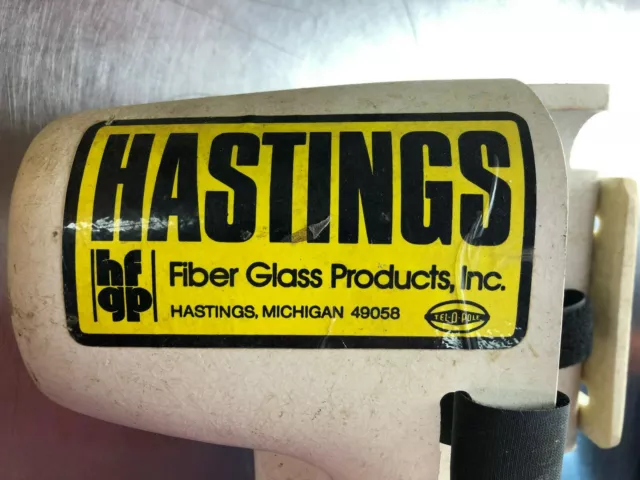 HASTINGS
hf
gp
Fiber Glass Products, Inc.
HASTINGS, MICHIGAN 49058
TEL-O-POLE